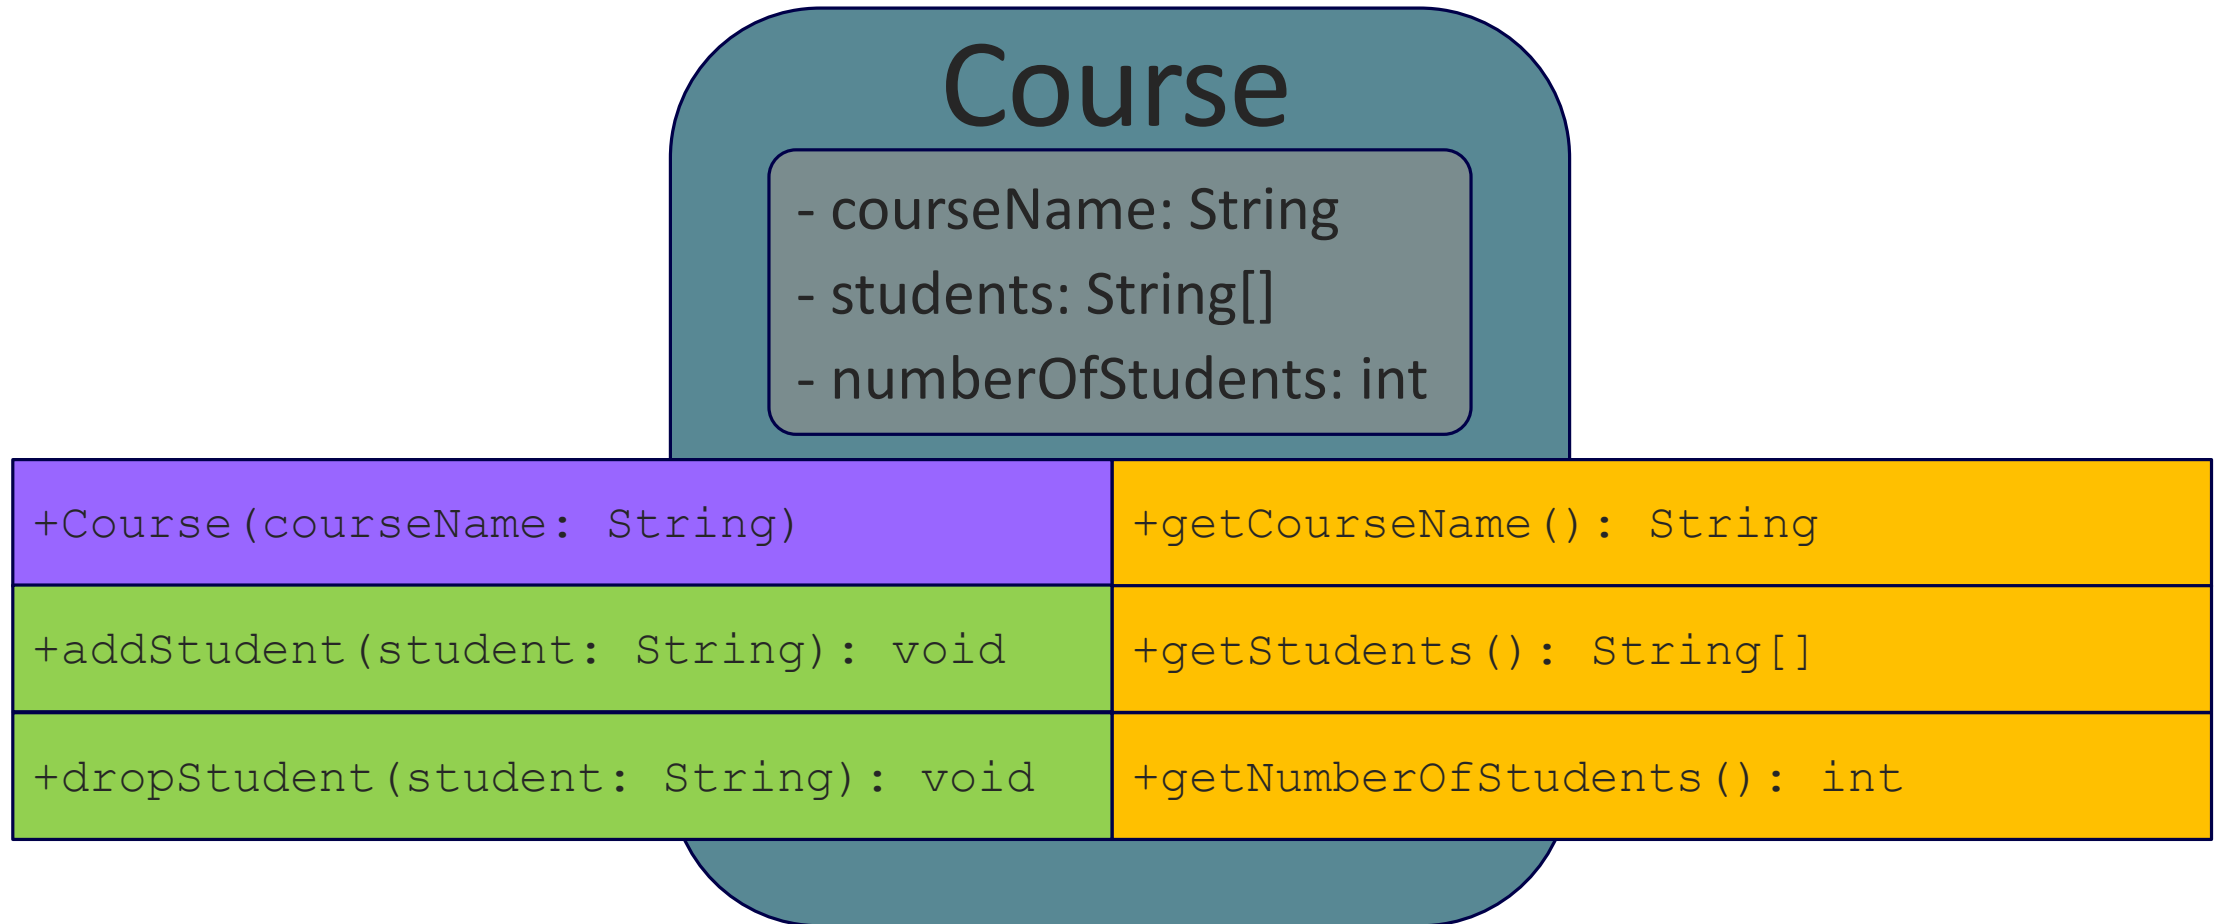 Course
- courseName: String
- students: String[]
- numberOfStudents: int
+Course(courseName: String)
+getCourseName(): String
+addStudent(student: String): void
+getStudents(): String[]
+dropStudent(student: String): void
+getNumberOfStudents(): int